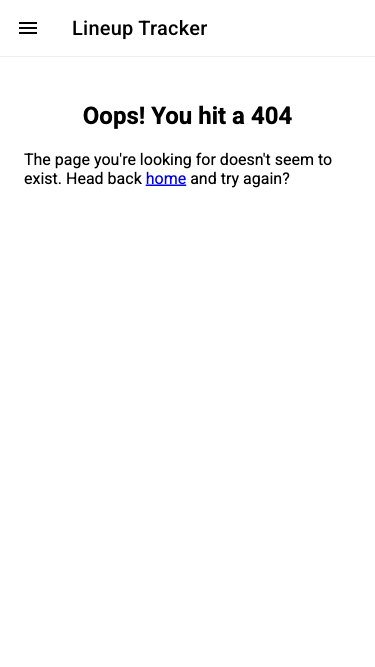 Lineup Tracker
Oops! You hit a 404
The page you're looking for doesn't seem to
exist. Head back home and try again?